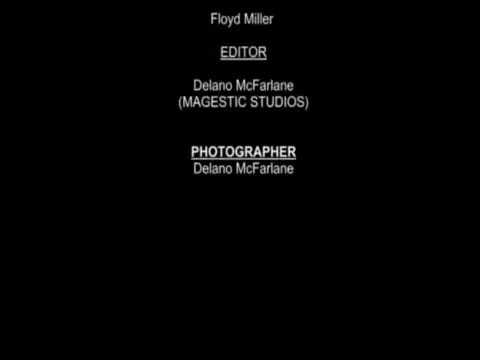 Floyd Miller
EDITOR
Delano McFarlane
(MAGESTIC STUDIOS)
PHOTOGRAPHER
Delano McFarlane